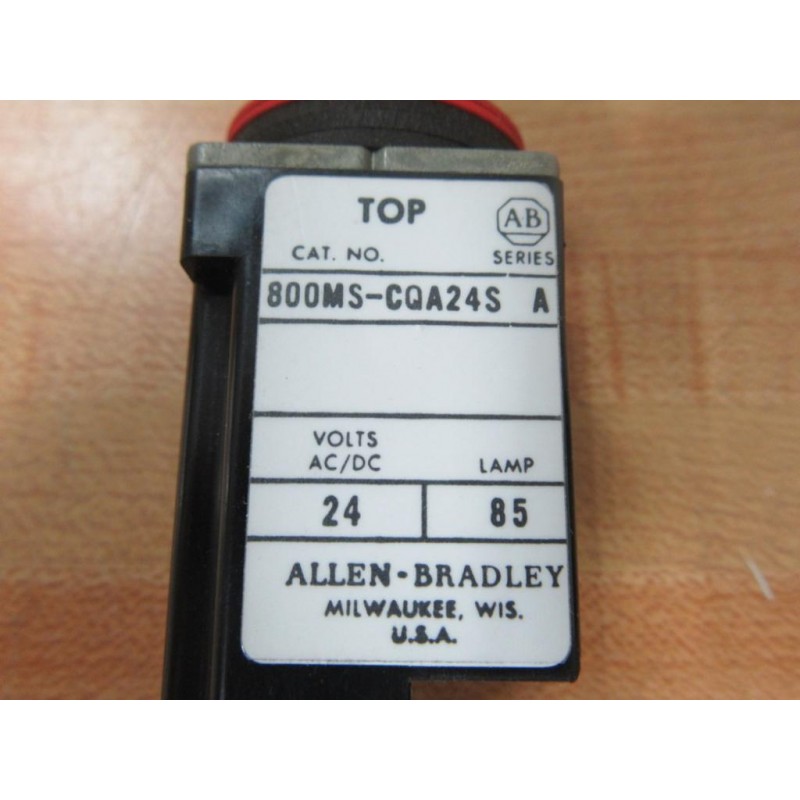 TOP
AB
CAT. NO. SERIES
800MS-CQA24S A
VOLTS
AC/DC LAMP
24 85
ALLEN-BRADLEY
MILWAUKEE, WIS.
U.S.A.